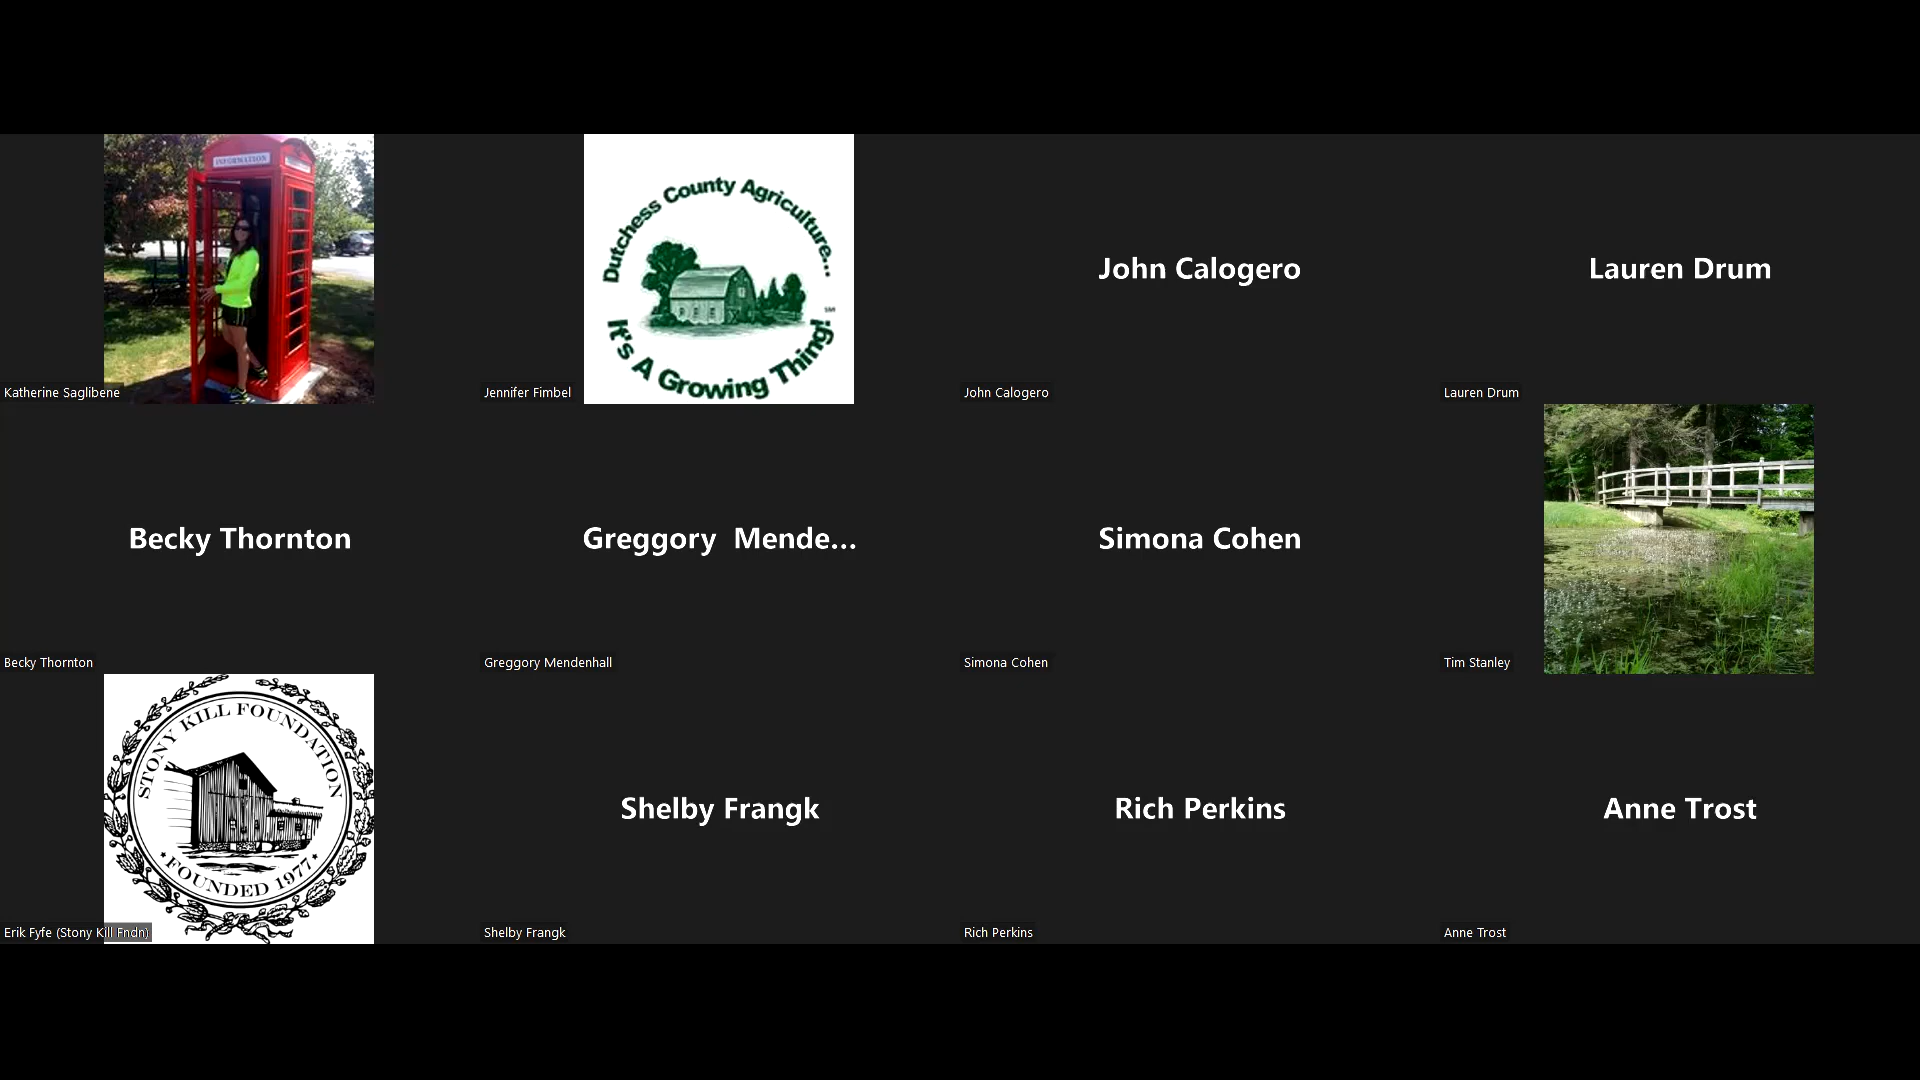 INFORMATION
Katherine Saglibene
Dutchess County Agriculture...
It's A Growing Thing!
SM
Jennifer Fimbel
John Calogero
John Calogero
Lauren Drum
Lauren Drum
Becky Thornton
Becky Thornton
Greggory Mende...
Greggory Mendenhall
Simona Cohen
Simona Cohen
Tim Stanley
STONY KILL FOUNDATION
FOUNDED 1977
Erik Fyfe (Stony Kill Fndn)
Shelby Frangk
Shelby Frangk
Rich Perkins
Rich Perkins
Anne Trost
Anne Trost